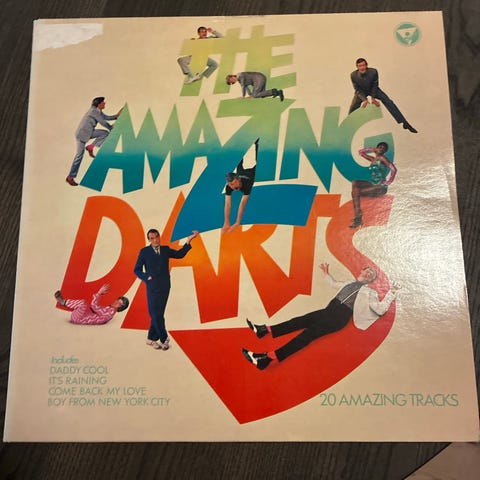 THE
AMAZING
DARTS
Includes
DADDY COOL
IT'S RAINING
COME BACK MY LOVE
BOY FROM NEW YORK CITY
20 AMAZING TRACKS